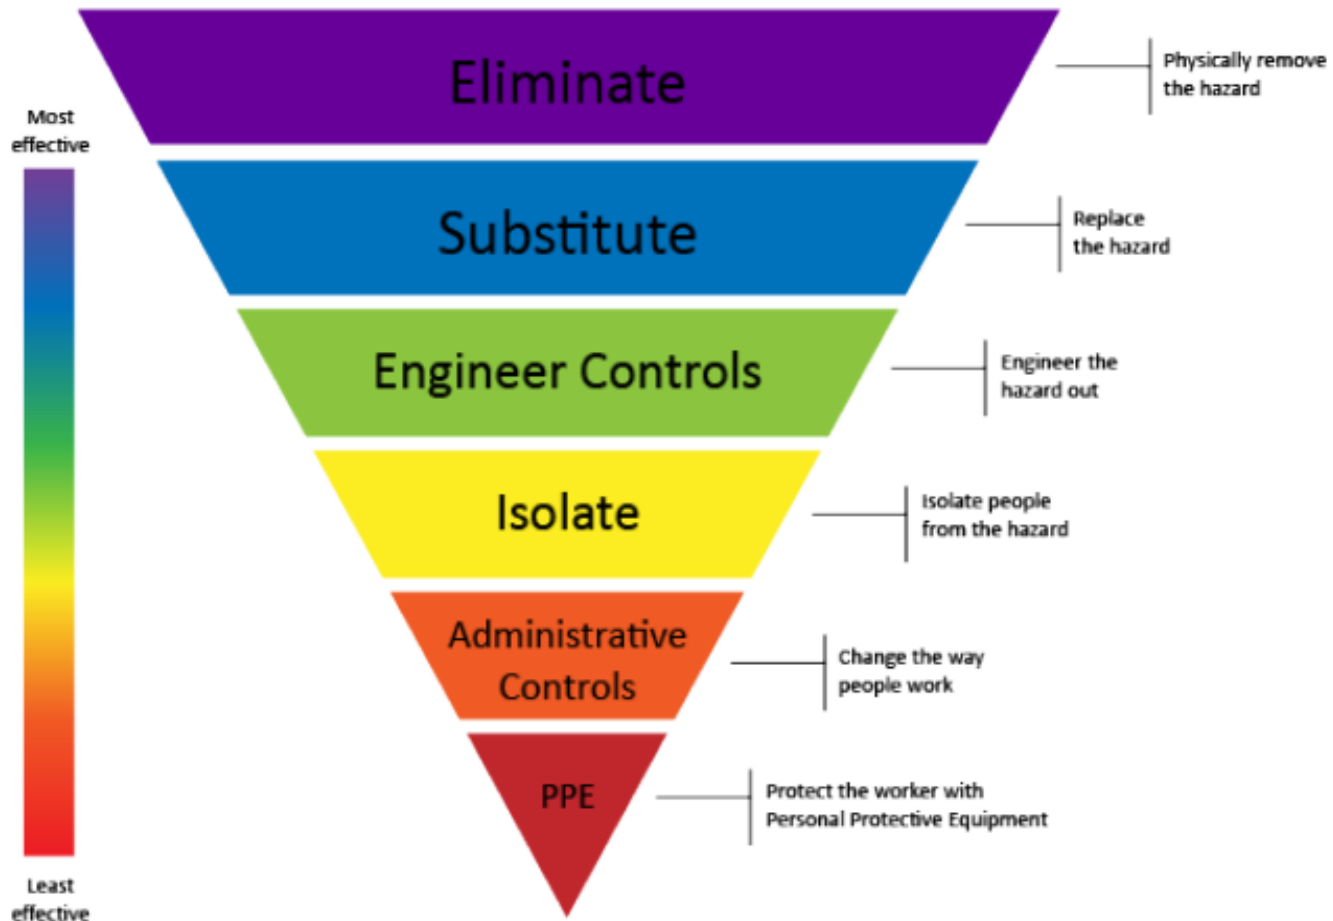 Eliminate
Physically remove
the hazard
Most
effective
Substitute
Replace
the hazard
Engineer Controls
Engineer the
hazard out
Isolate
Isolate people
from the hazard
Administrative
Controls
Change the way
people work
PPE
Protect the worker with
Personal Protective Equipment
Least
effective